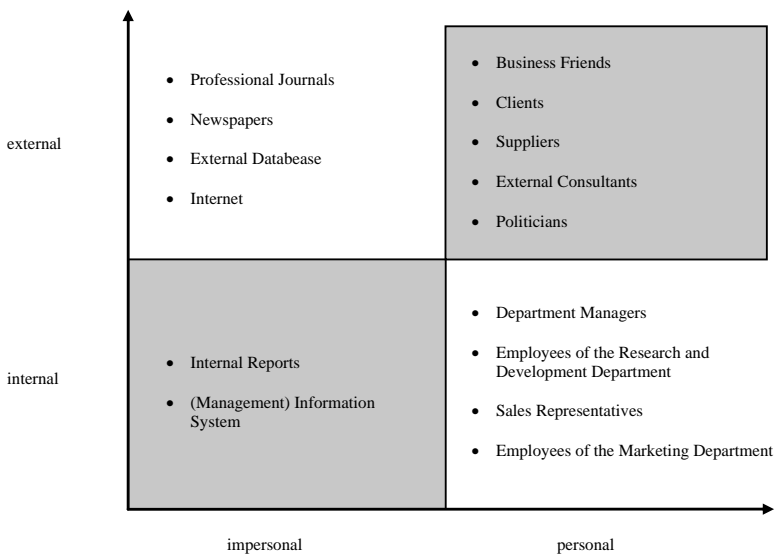 external
• Professional Journals
• Newspapers
• External Databease
• Internet
• Business Friends
• Clients
• Suppliers
• External Consultants
• Politicians
internal
• Internal Reports
• (Management) Information
System
• Department Managers
• Employees of the Research and
Development Department
• Sales Representatives
• Employees of the Marketing Department
impersonal
personal